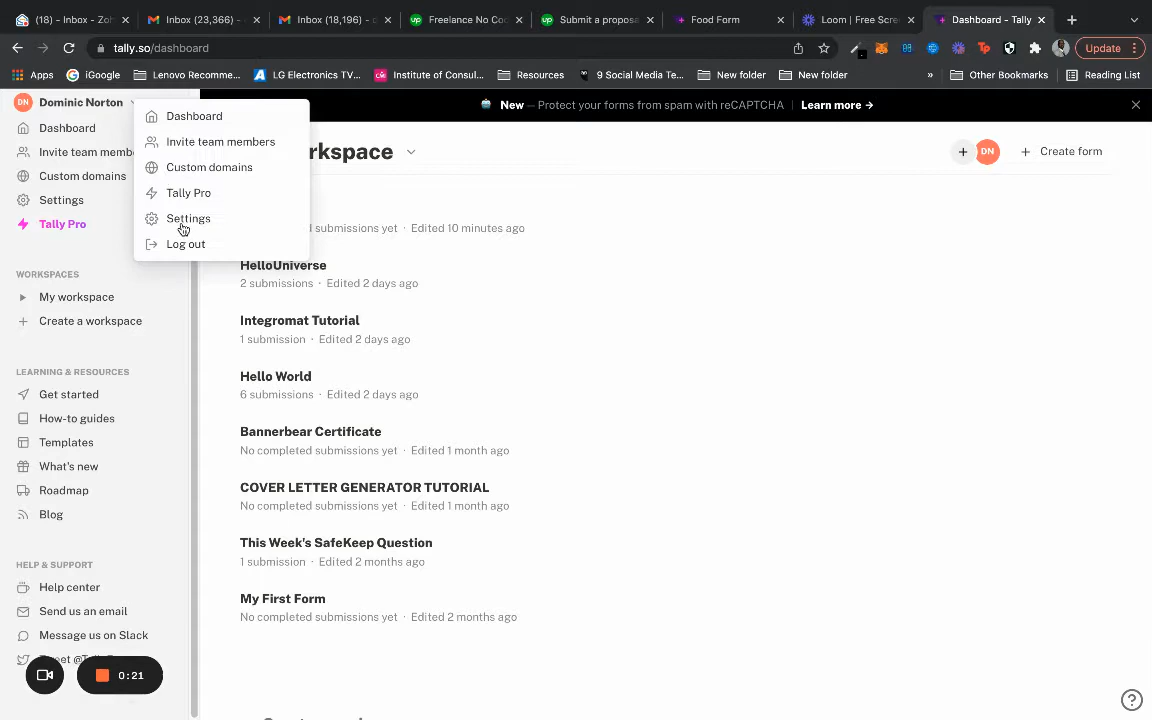 (18) - Inbox - Zoh
Inbox (23,366) - c
Inbox (18,196) - d
Freelance No Coc
Submit a proposa
Food Form
Loom | Free Scre
Dashboard - Tally
tally.so/dashboard
Update
Apps
iGoogle
Lenovo Recomme...
LG Electronics TV...
Institute of Consul...
Resources
9 Social Media Te...
New folder
New folder
»
Other Bookmarks
Reading List
DN Dominic Norton
Dashboard
Invite team membe
Custom domains
Settings
Tally Pro
WORKSPACES
My workspace
Create a workspace
LEARNING & RESOURCES
Get started
How-to guides
Templates
What's new
Roadmap
Blog
HELP & SUPPORT
Help center
Send us an email
Message us on Slack
0:21
Dashboard
Invite team members
Custom domains
Tally Pro
Settings
Log out
New — Protect your forms from spam with reCAPTCHA Learn more →
rkspace
DN
+ Create form
d submissions yet · Edited 10 minutes ago
HelloUniverse
2 submissions · Edited 2 days ago
Integromat Tutorial
1 submission · Edited 2 days ago
Hello World
6 submissions · Edited 2 days ago
Bannerbear Certificate
No completed submissions yet · Edited 1 month ago
COVER LETTER GENERATOR TUTORIAL
No completed submissions yet · Edited 1 month ago
This Week's SafeKeep Question
1 submission · Edited 2 months ago
My First Form
No completed submissions yet · Edited 2 months ago
?